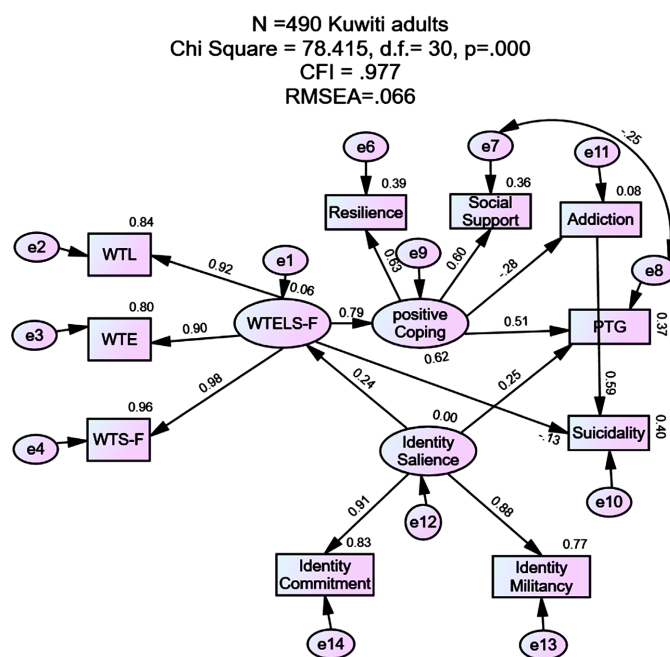 N =490 Kuwiti adults
Chi Square = 78.415, d.f.= 30, p=.000
CFI = .977
RMSEA=.066
e6
e7
-.25
e11
0.39
0.36
0.08
Resilience
Social
Support
Addiction
0.84
e2
WTL
0.92
e1
0.06
0.63
e9
0.60
-.28
e8
0.80
e3
WTE
0.90
WTELS-F
0.79
positive
Coping
0.62
0.51
PTG
0.37
0.96
e4
WTS-F
0.98
0.24
0.25
0.59
0.00
Identity
Salience
-.13
Suicidality
0.40
e10
0.91
e12
0.88
0.83
0.77
Identity
Commitment
Identity
Militancy
e14
e13